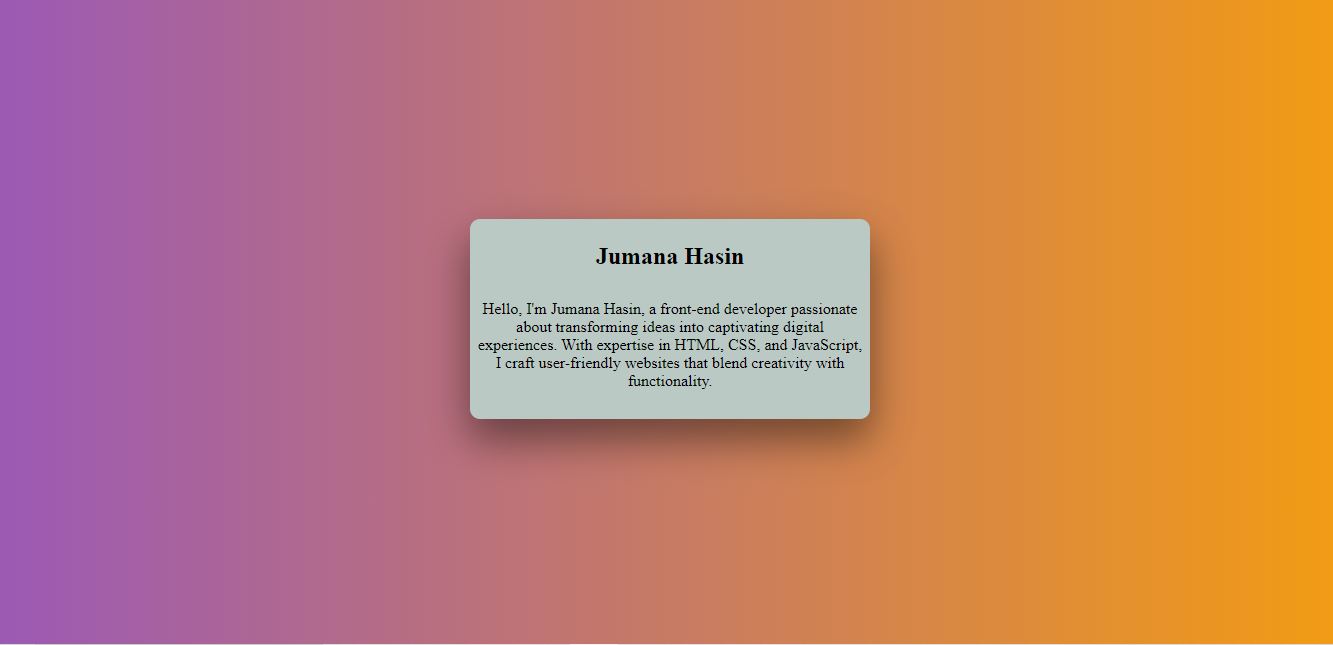 Jumana Hasin
Hello, I'm Jumana Hasin, a front-end developer passionate
about transforming ideas into captivating digital
experiences. With expertise in HTML, CSS, and JavaScript,
I craft user-friendly websites that blend creativity with
functionality.